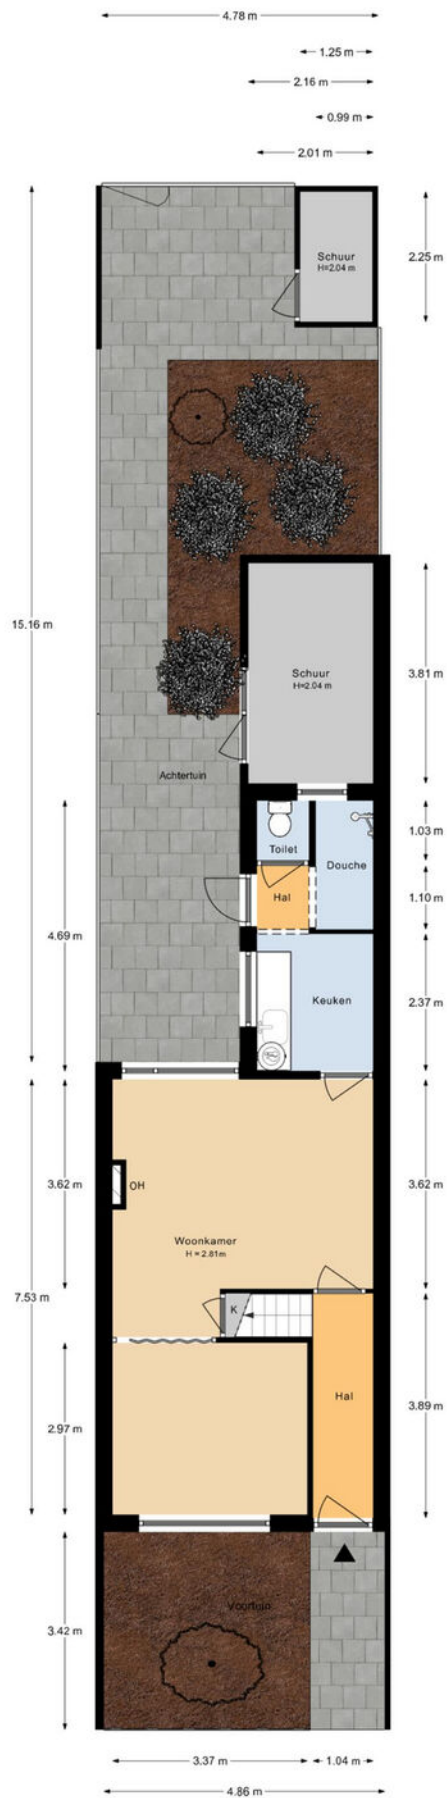 4.78 m
1.25 m
2.16 m
0.99 m
2.01 m
Schuur
H=2.04 m
2.25 m
15.16 m
Schuur
H=2.04 m
3.81 m
Achtertuin
Toilet
1.03 m
Douche
Hal
1.10 m
4.69 m
Keuken
2.37 m
3.62 m
OH
3.62 m
Woonkamer
H = 2.81m
7.53 m
K
2.97 m
Hal
3.89 m
3.42 m
Voortuin
3.37 m
1.04 m
4.86 m